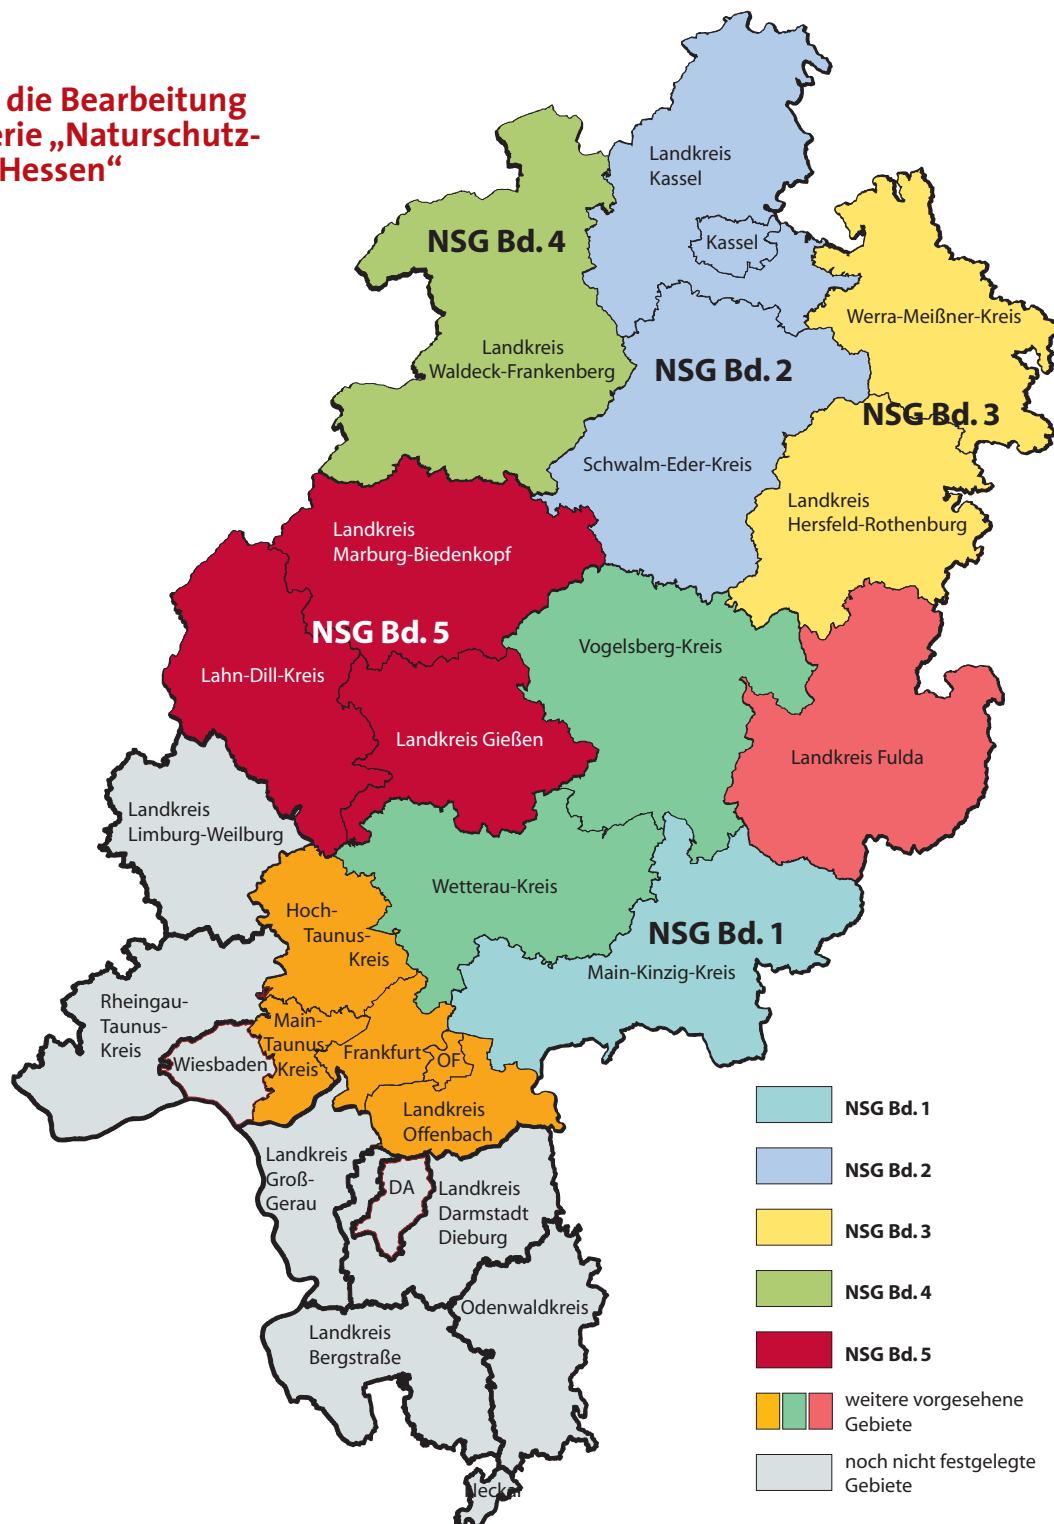 die Bearbeitung
erie „Naturschutz-
Hessen“
Landkreis
Kassel
Kassel
NSG Bd. 4
Werra-Meißner-Kreis
Landkreis
Waldeck-Frankenberg
NSG Bd. 2
NSG Bd. 3
Schwalm-Eder-Kreis
Landkreis
Hersfeld-Rothenburg
Landkreis
Marburg-Biedenkopf
NSG Bd. 5
Vogelsberg-Kreis
Lahn-Dill-Kreis
Landkreis Gießen
Landkreis Fulda
Landkreis
Limburg-Weilburg
Wetterau-Kreis
Hoch-
Taunus-
Kreis
NSG Bd. 1
Main-Kinzig-Kreis
Rheingau-
Taunus-
Kreis
Main-
Taunus-
Kreis
Wiesbaden
Frankfurt
OF
Landkreis
Offenbach
Landkreis
Groß-
Gerau
DA
Landkreis
Darmstadt
Dieburg
Odenwaldkreis
Landkreis
Bergstraße
Neckar
NSG Bd. 1
NSG Bd. 2
NSG Bd. 3
NSG Bd. 4
NSG Bd. 5
weitere vorgesehene
Gebiete
noch nicht festgelegte
Gebiete